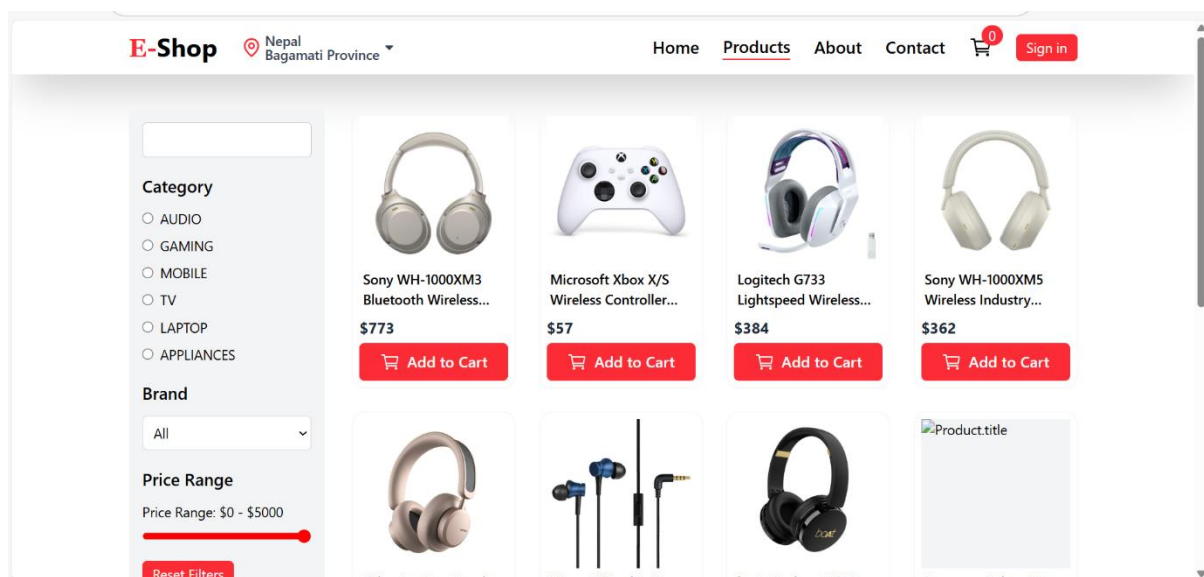 E-Shop
Nepal
Bagamati Province
Home
Products
About
Contact
0
Sign in
Category
AUDIO
GAMING
MOBILE
TV
LAPTOP
APPLIANCES
Brand
All
Price Range
Price Range: $0 - $5000
Reset Filters
Sony WH-1000XM3
Bluetooth Wireless...
$773
Add to Cart
Microsoft Xbox X/S
Wireless Controller...
$57
Add to Cart
Logitech G733
Lightspeed Wireless...
$384
Add to Cart
Sony WH-1000XM5
Wireless Industry...
$362
Add to Cart
boAt
Product.title